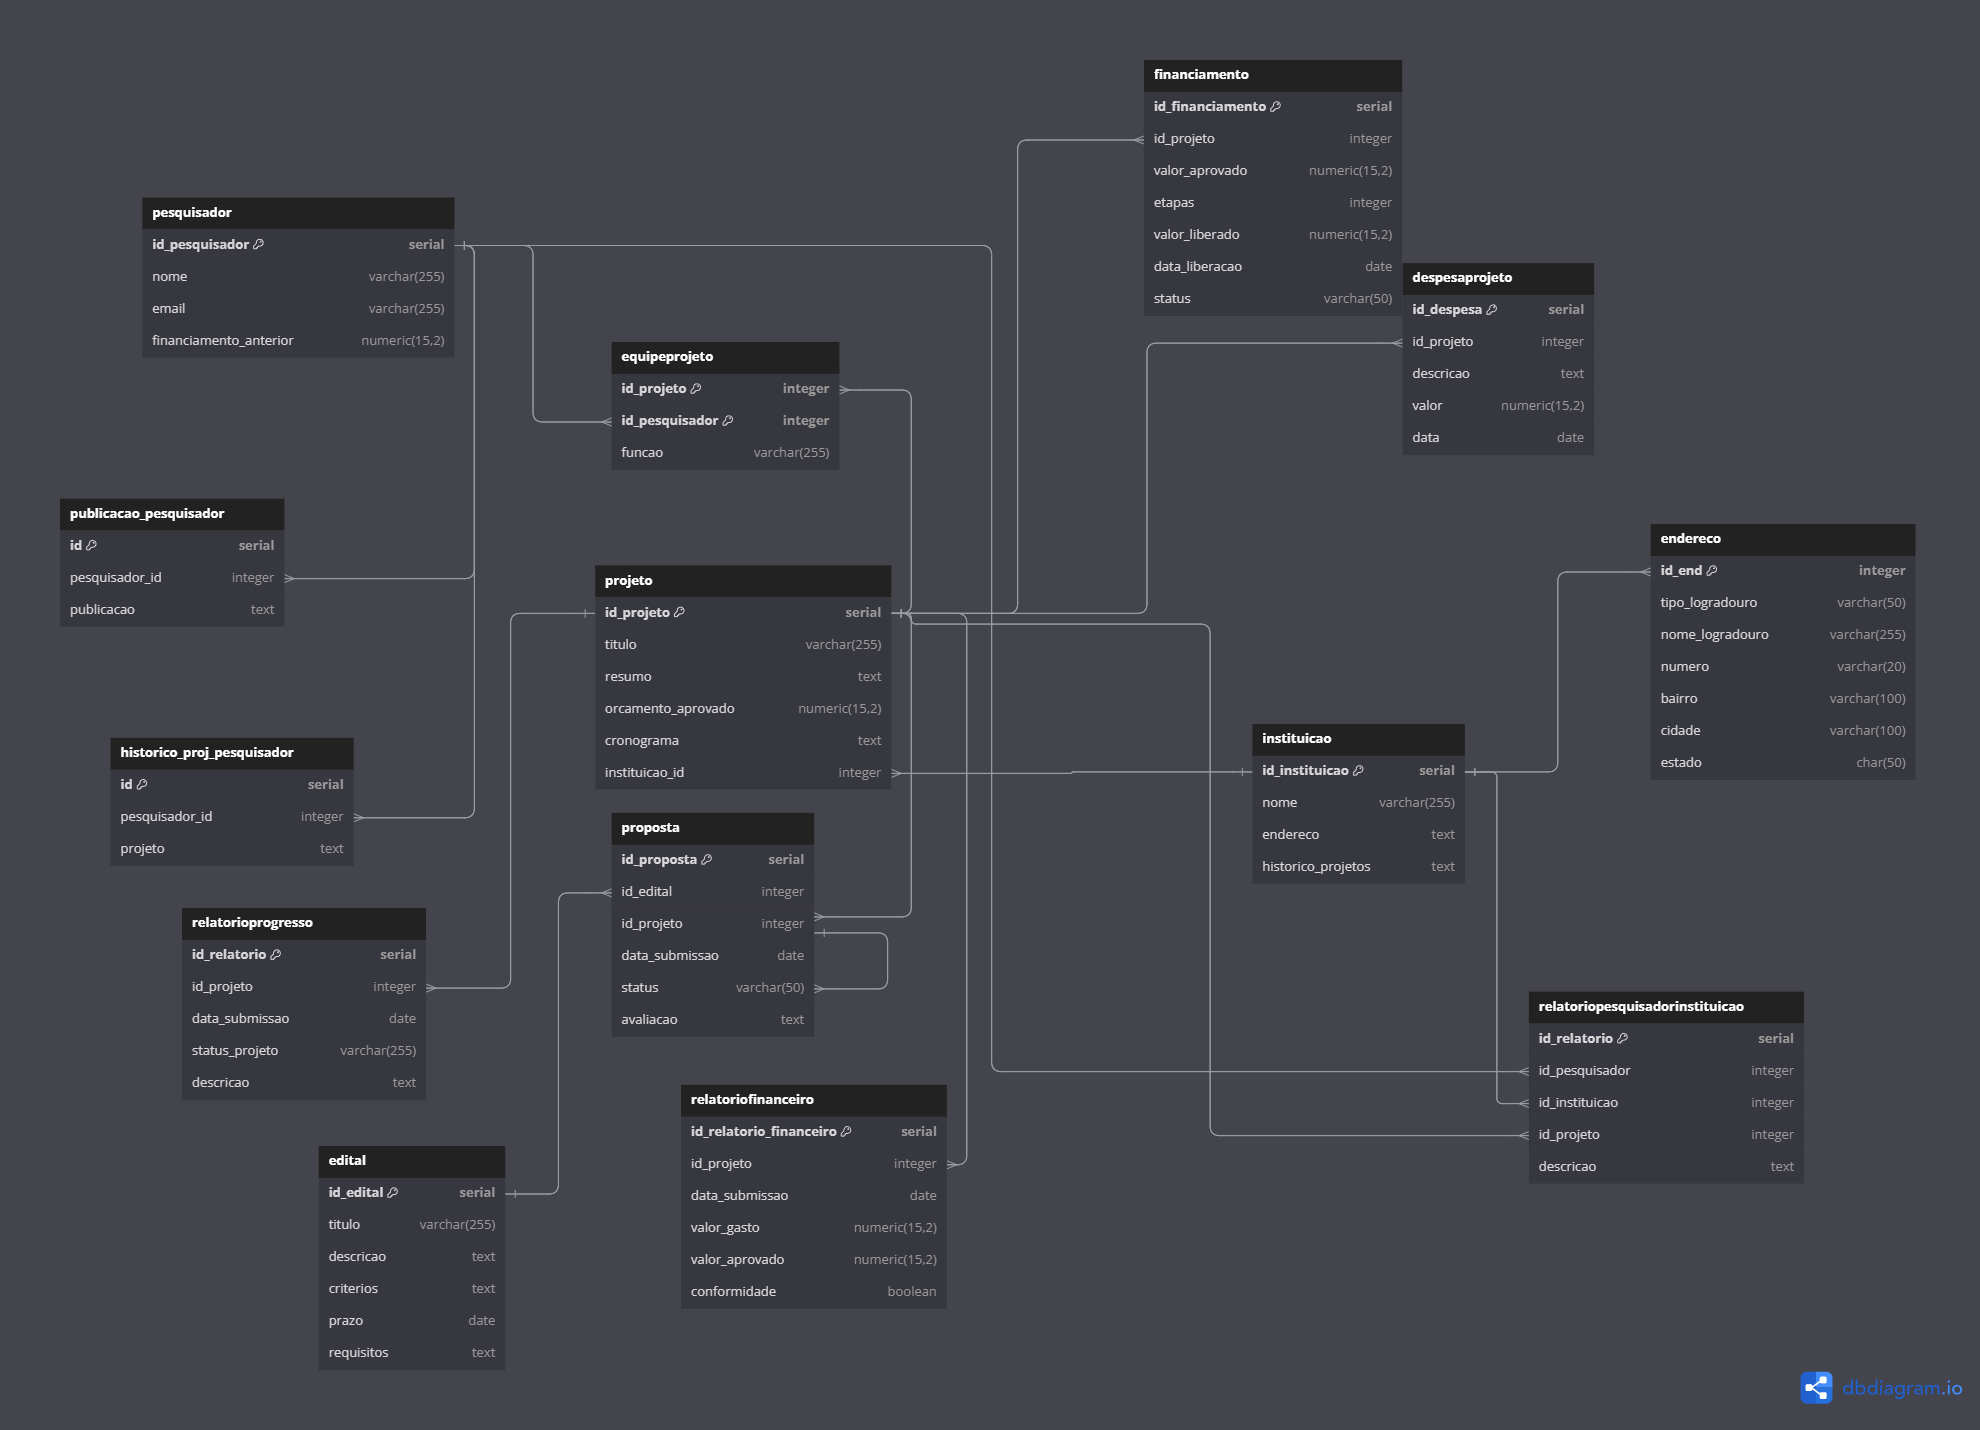 financiamento
id_financiamento serial
id_projeto integer
valor_aprovado numeric(15,2)
etapas integer
valor_liberado numeric(15,2)
data_liberacao date
status varchar(50)
pesquisador
id_pesquisador serial
nome varchar(255)
email varchar(255)
financiamento_anterior numeric(15,2)
despesaprojeto
id_despesa serial
id_projeto integer
descricao text
valor numeric(15,2)
data date
equipeprojeto
id_projeto integer
id_pesquisador integer
funcao varchar(255)
publicacao_pesquisador
id serial
pesquisador_id integer
publicacao text
endereco
id_end integer
tipo_logradouro varchar(50)
nome_logradouro varchar(255)
numero varchar(20)
bairro varchar(100)
cidade varchar(100)
estado char(50)
projeto
id_projeto serial
titulo varchar(255)
resumo text
orcamento_aprovado numeric(15,2)
cronograma text
instituicao_id integer
instituicao
id_instituicao serial
nome varchar(255)
endereco text
historico_projetos text
historico_proj_pesquisador
id serial
pesquisador_id integer
projeto text
proposta
id_proposta serial
id_edital integer
id_projeto integer
data_submissao date
status varchar(50)
avaliacao text
relatorioprogresso
id_relatorio serial
id_projeto integer
data_submissao date
status_projeto varchar(255)
descricao text
relatoriopesquisadorinstituicao
id_relatorio serial
id_pesquisador integer
id_instituicao integer
id_projeto integer
descricao text
relatoriofinanceiro
id_relatorio_financeiro serial
id_projeto integer
data_submissao date
valor_gasto numeric(15,2)
valor_aprovado numeric(15,2)
conformidade boolean
edital
id_edital serial
titulo varchar(255)
descricao text
criterios text
prazo date
requisitos text
dbdiagram.io